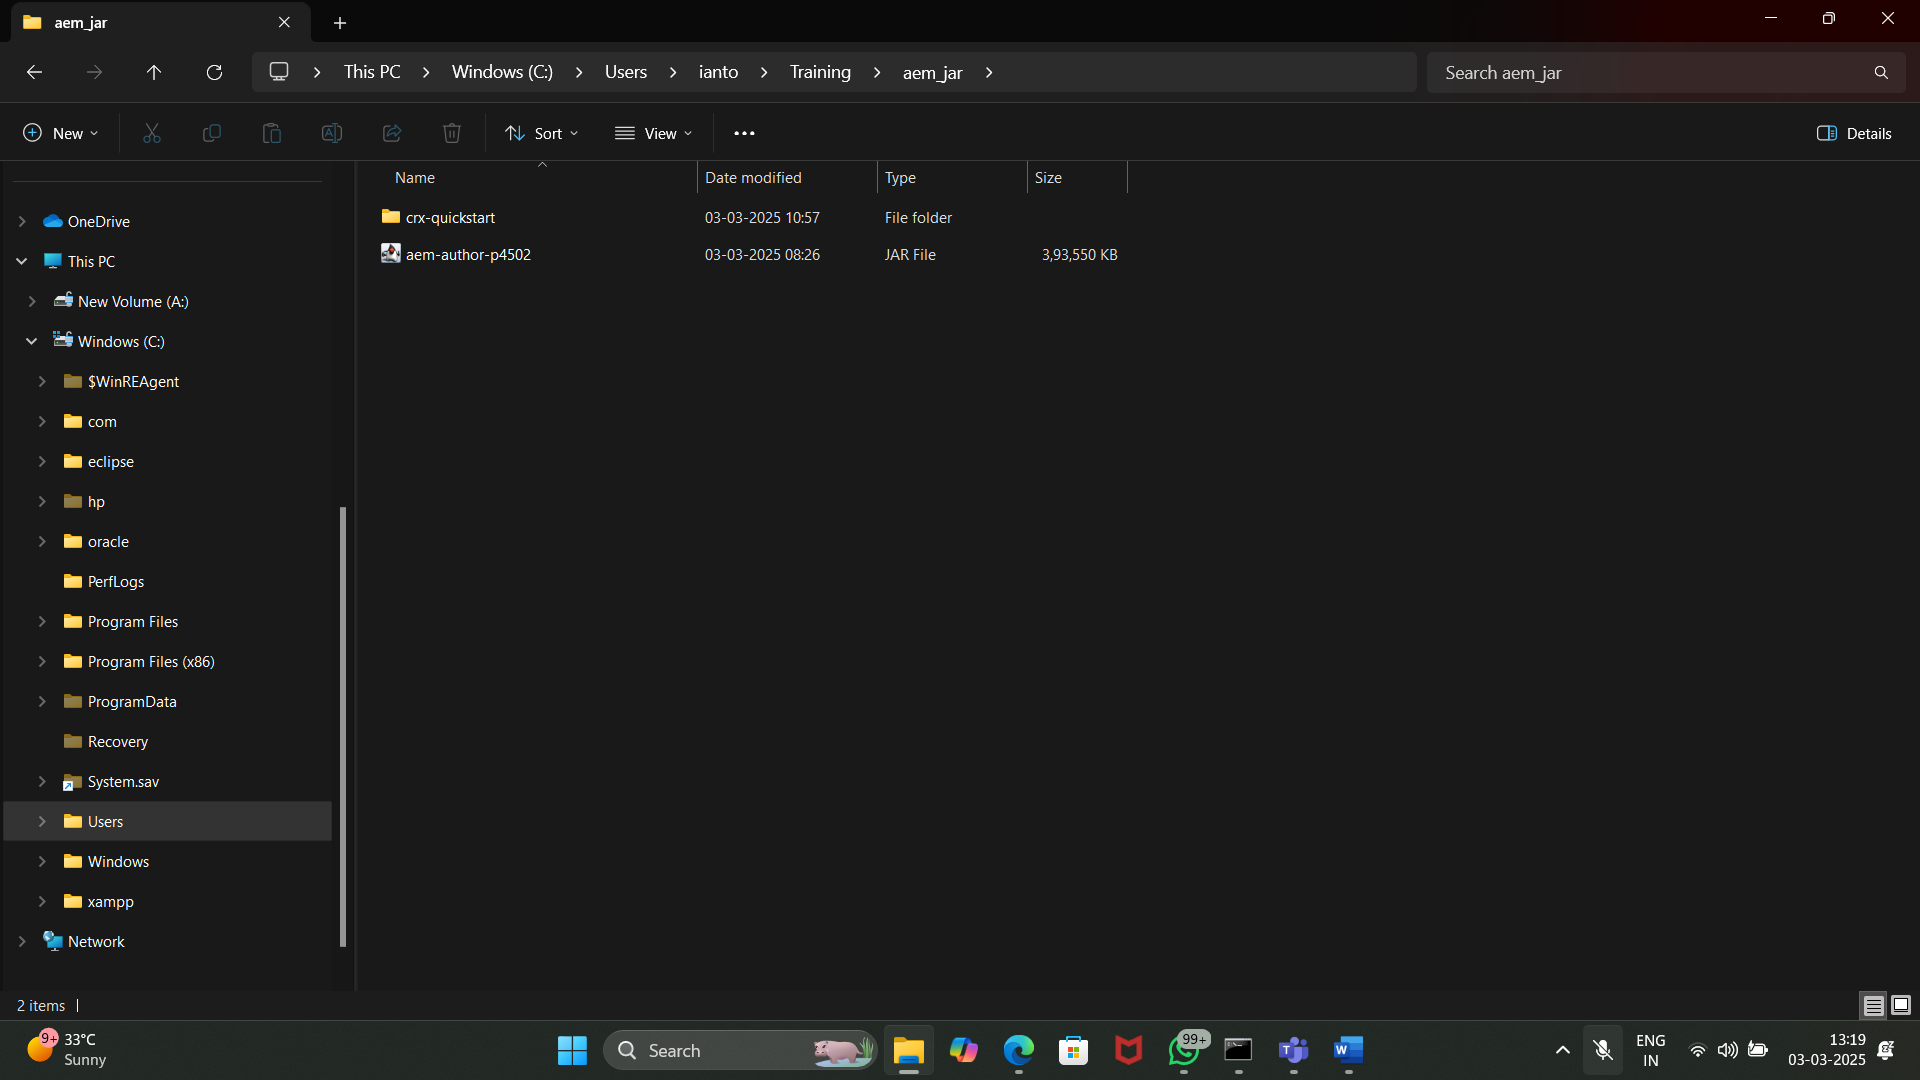 aem_jar
This PC
Windows (C:)
Users
ianto
Training
aem_jar
Search aem_jar
New
Sort
View
Details
Name
Date modified
Type
Size
crx-quickstart
03-03-2025 10:57
File folder
aem-author-p4502
03-03-2025 08:26
JAR File
3,93,550 KB
OneDrive
This PC
New Volume (A:)
Windows (C:)
$WinREAgent
com
eclipse
hp
oracle
PerfLogs
Program Files
Program Files (x86)
ProgramData
Recovery
System.sav
Users
Windows
xampp
Network
2 items
9+
33°C
Sunny
Search
99+
ENG
IN
13:19
03-03-2025